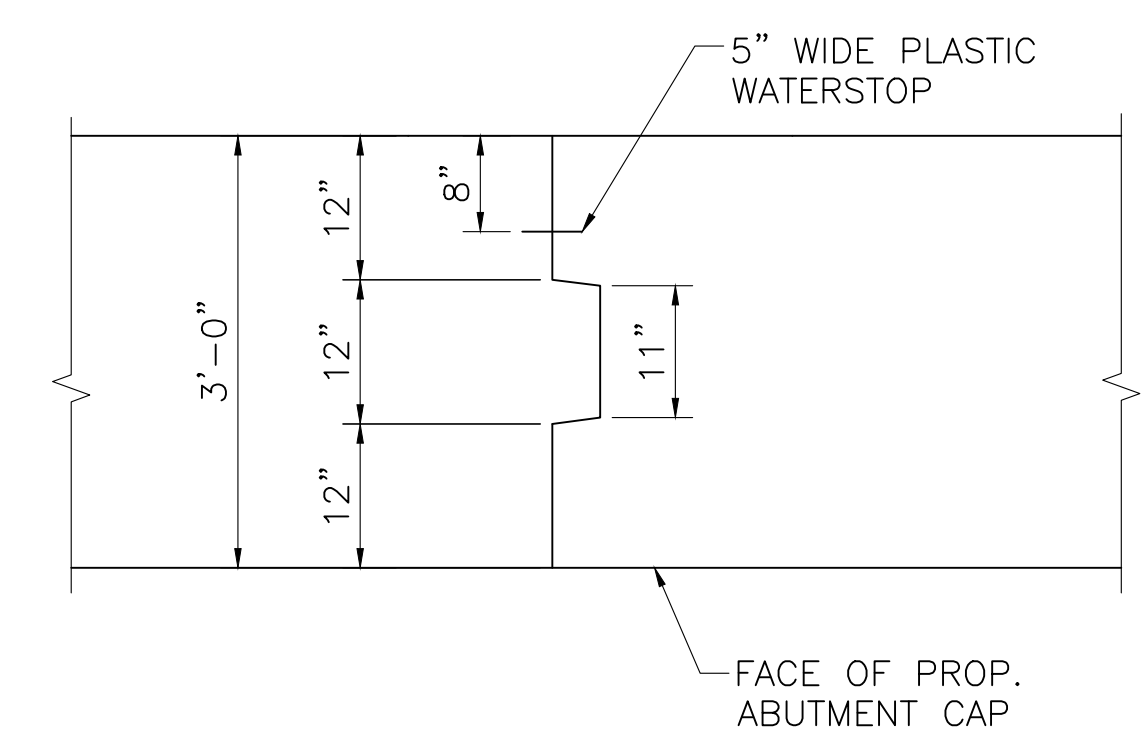 5” WIDE PLASTIC
WATERSTOP
8”
12”
12”
12”
3'–0”
11”
FACE OF PROP.
ABUTMENT CAP